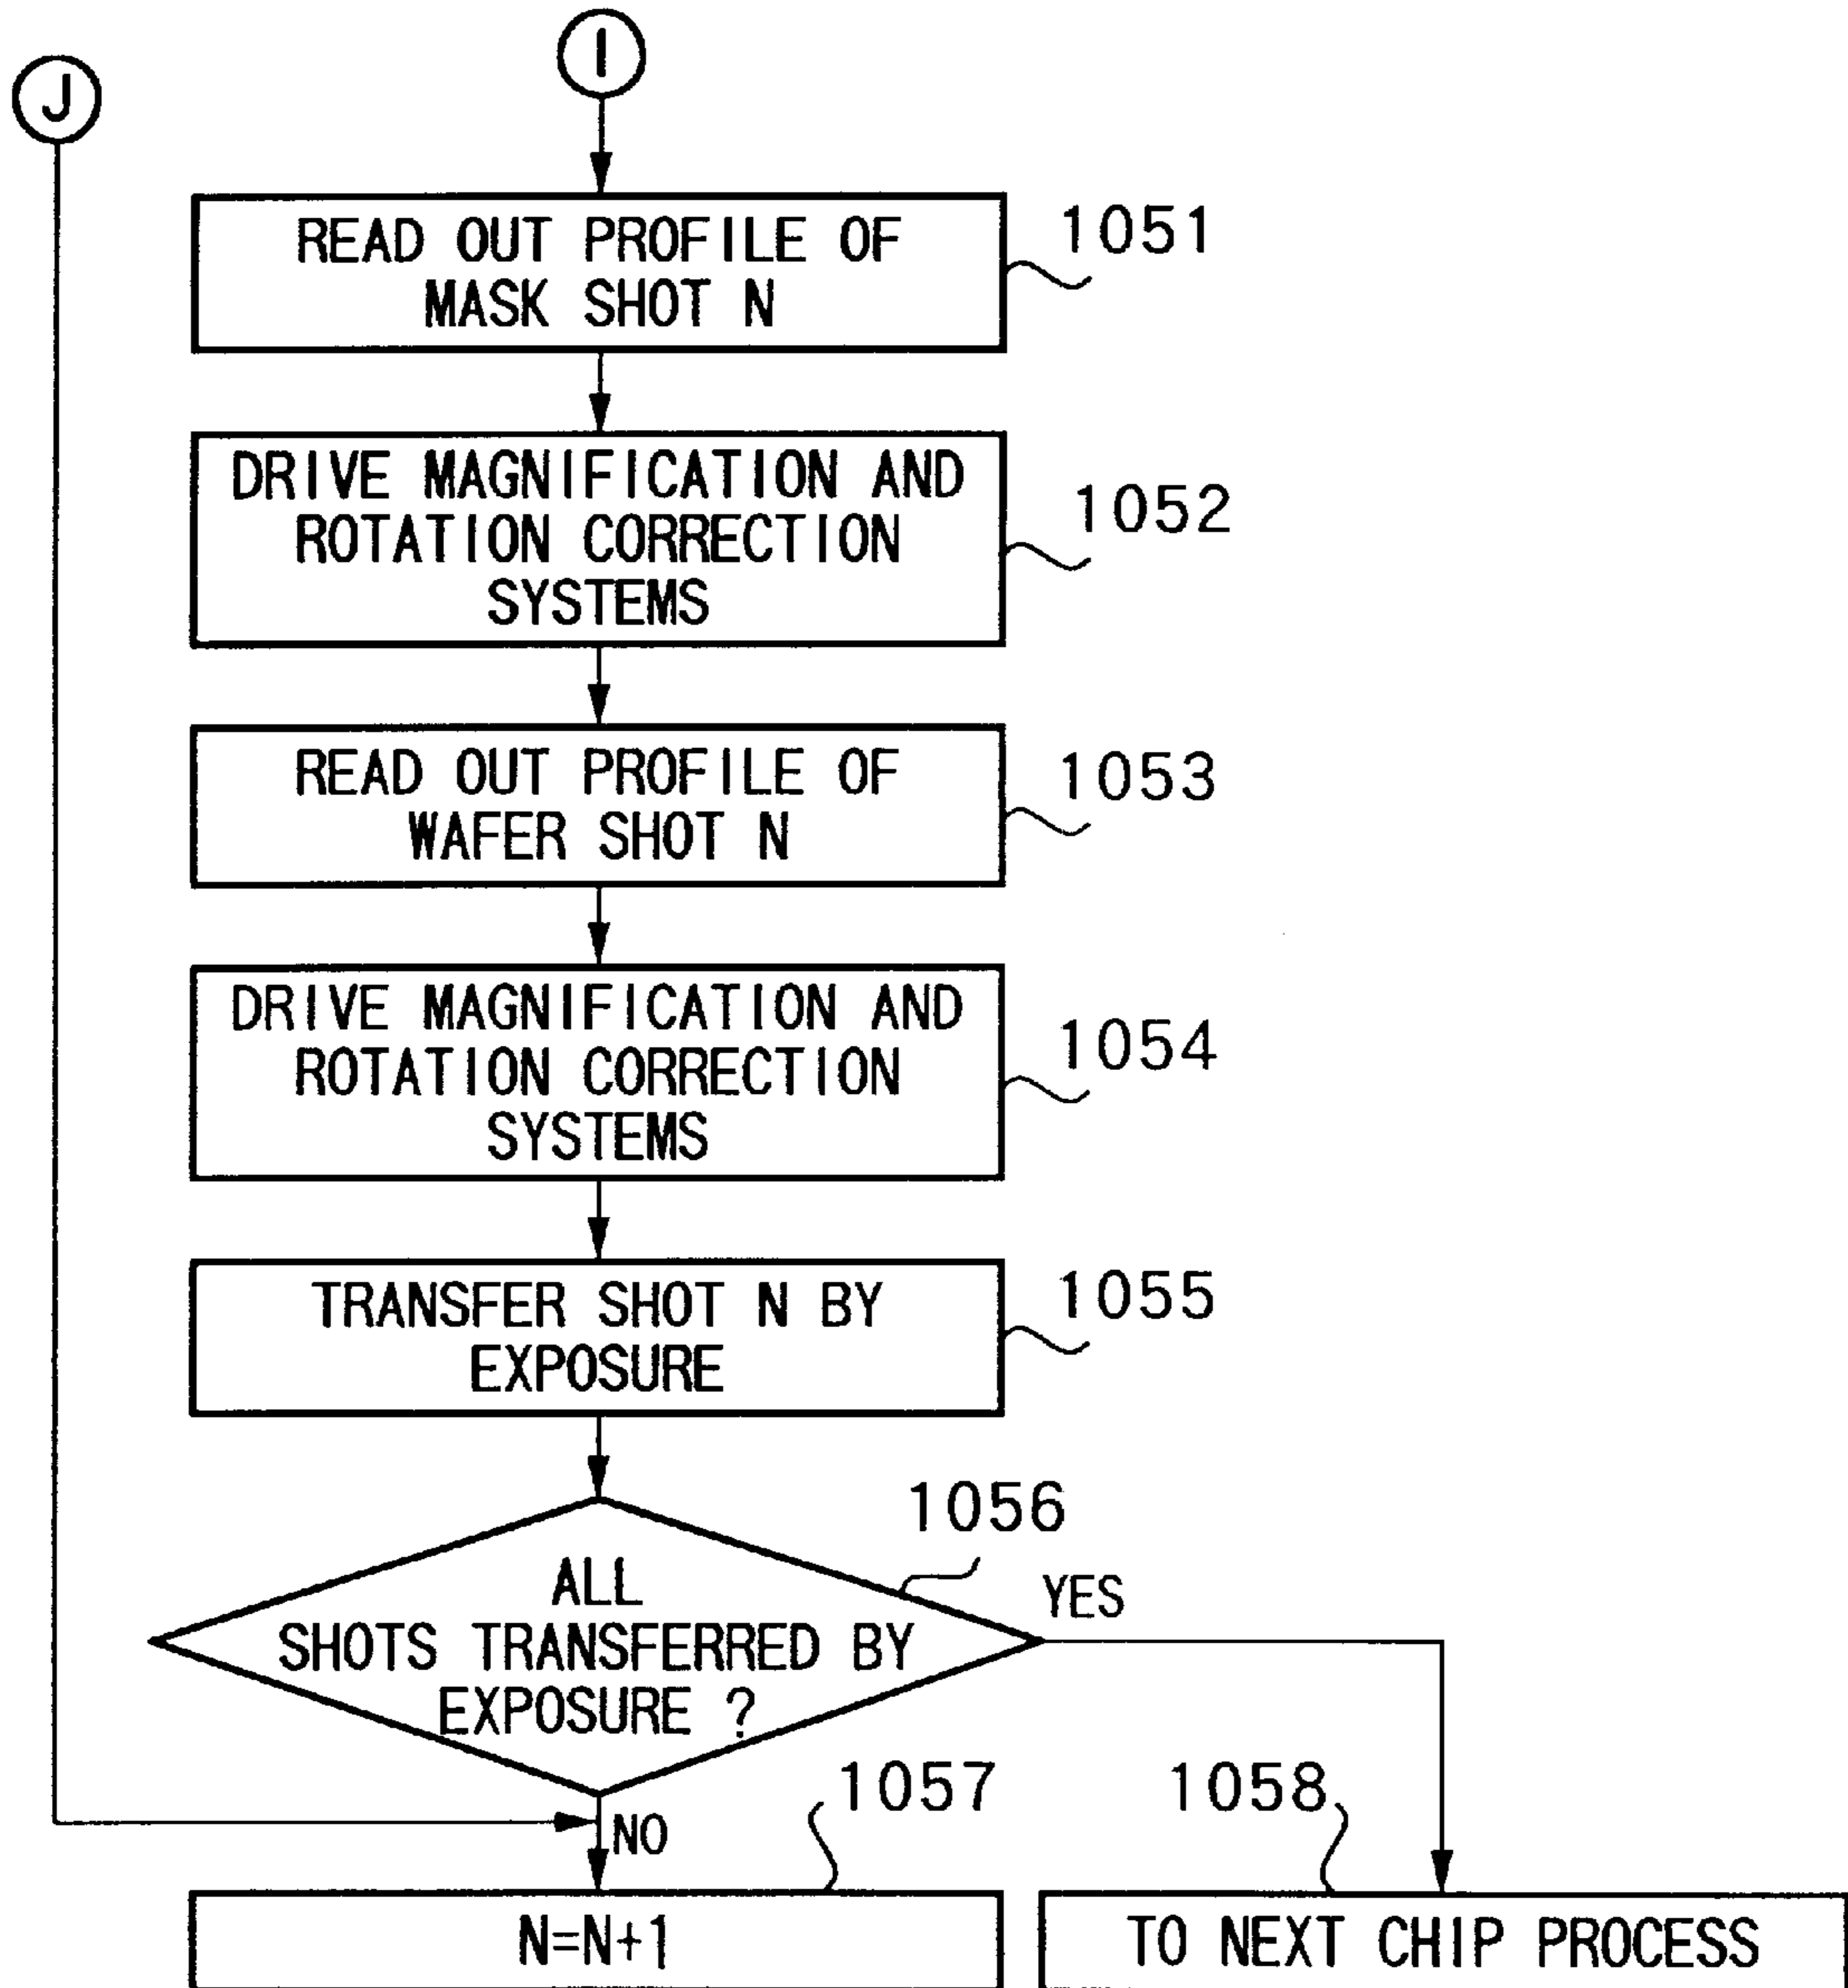 I
J
READ OUT PROFILE OF
MASK SHOT N
1051
DRIVE MAGNIFICATION AND
ROTATION CORRECTION
SYSTEMS
1052
READ OUT PROFILE OF
WAFER SHOT N
1053
DRIVE MAGNIFICATION AND
ROTATION CORRECTION
SYSTEMS
1054
TRANSFER SHOT N BY
EXPOSURE
1055
1056
ALL
SHOTS TRANSFERRED BY
EXPOSURE ?
YES
NO
1057
1058
N=N+1
TO NEXT CHIP PROCESS